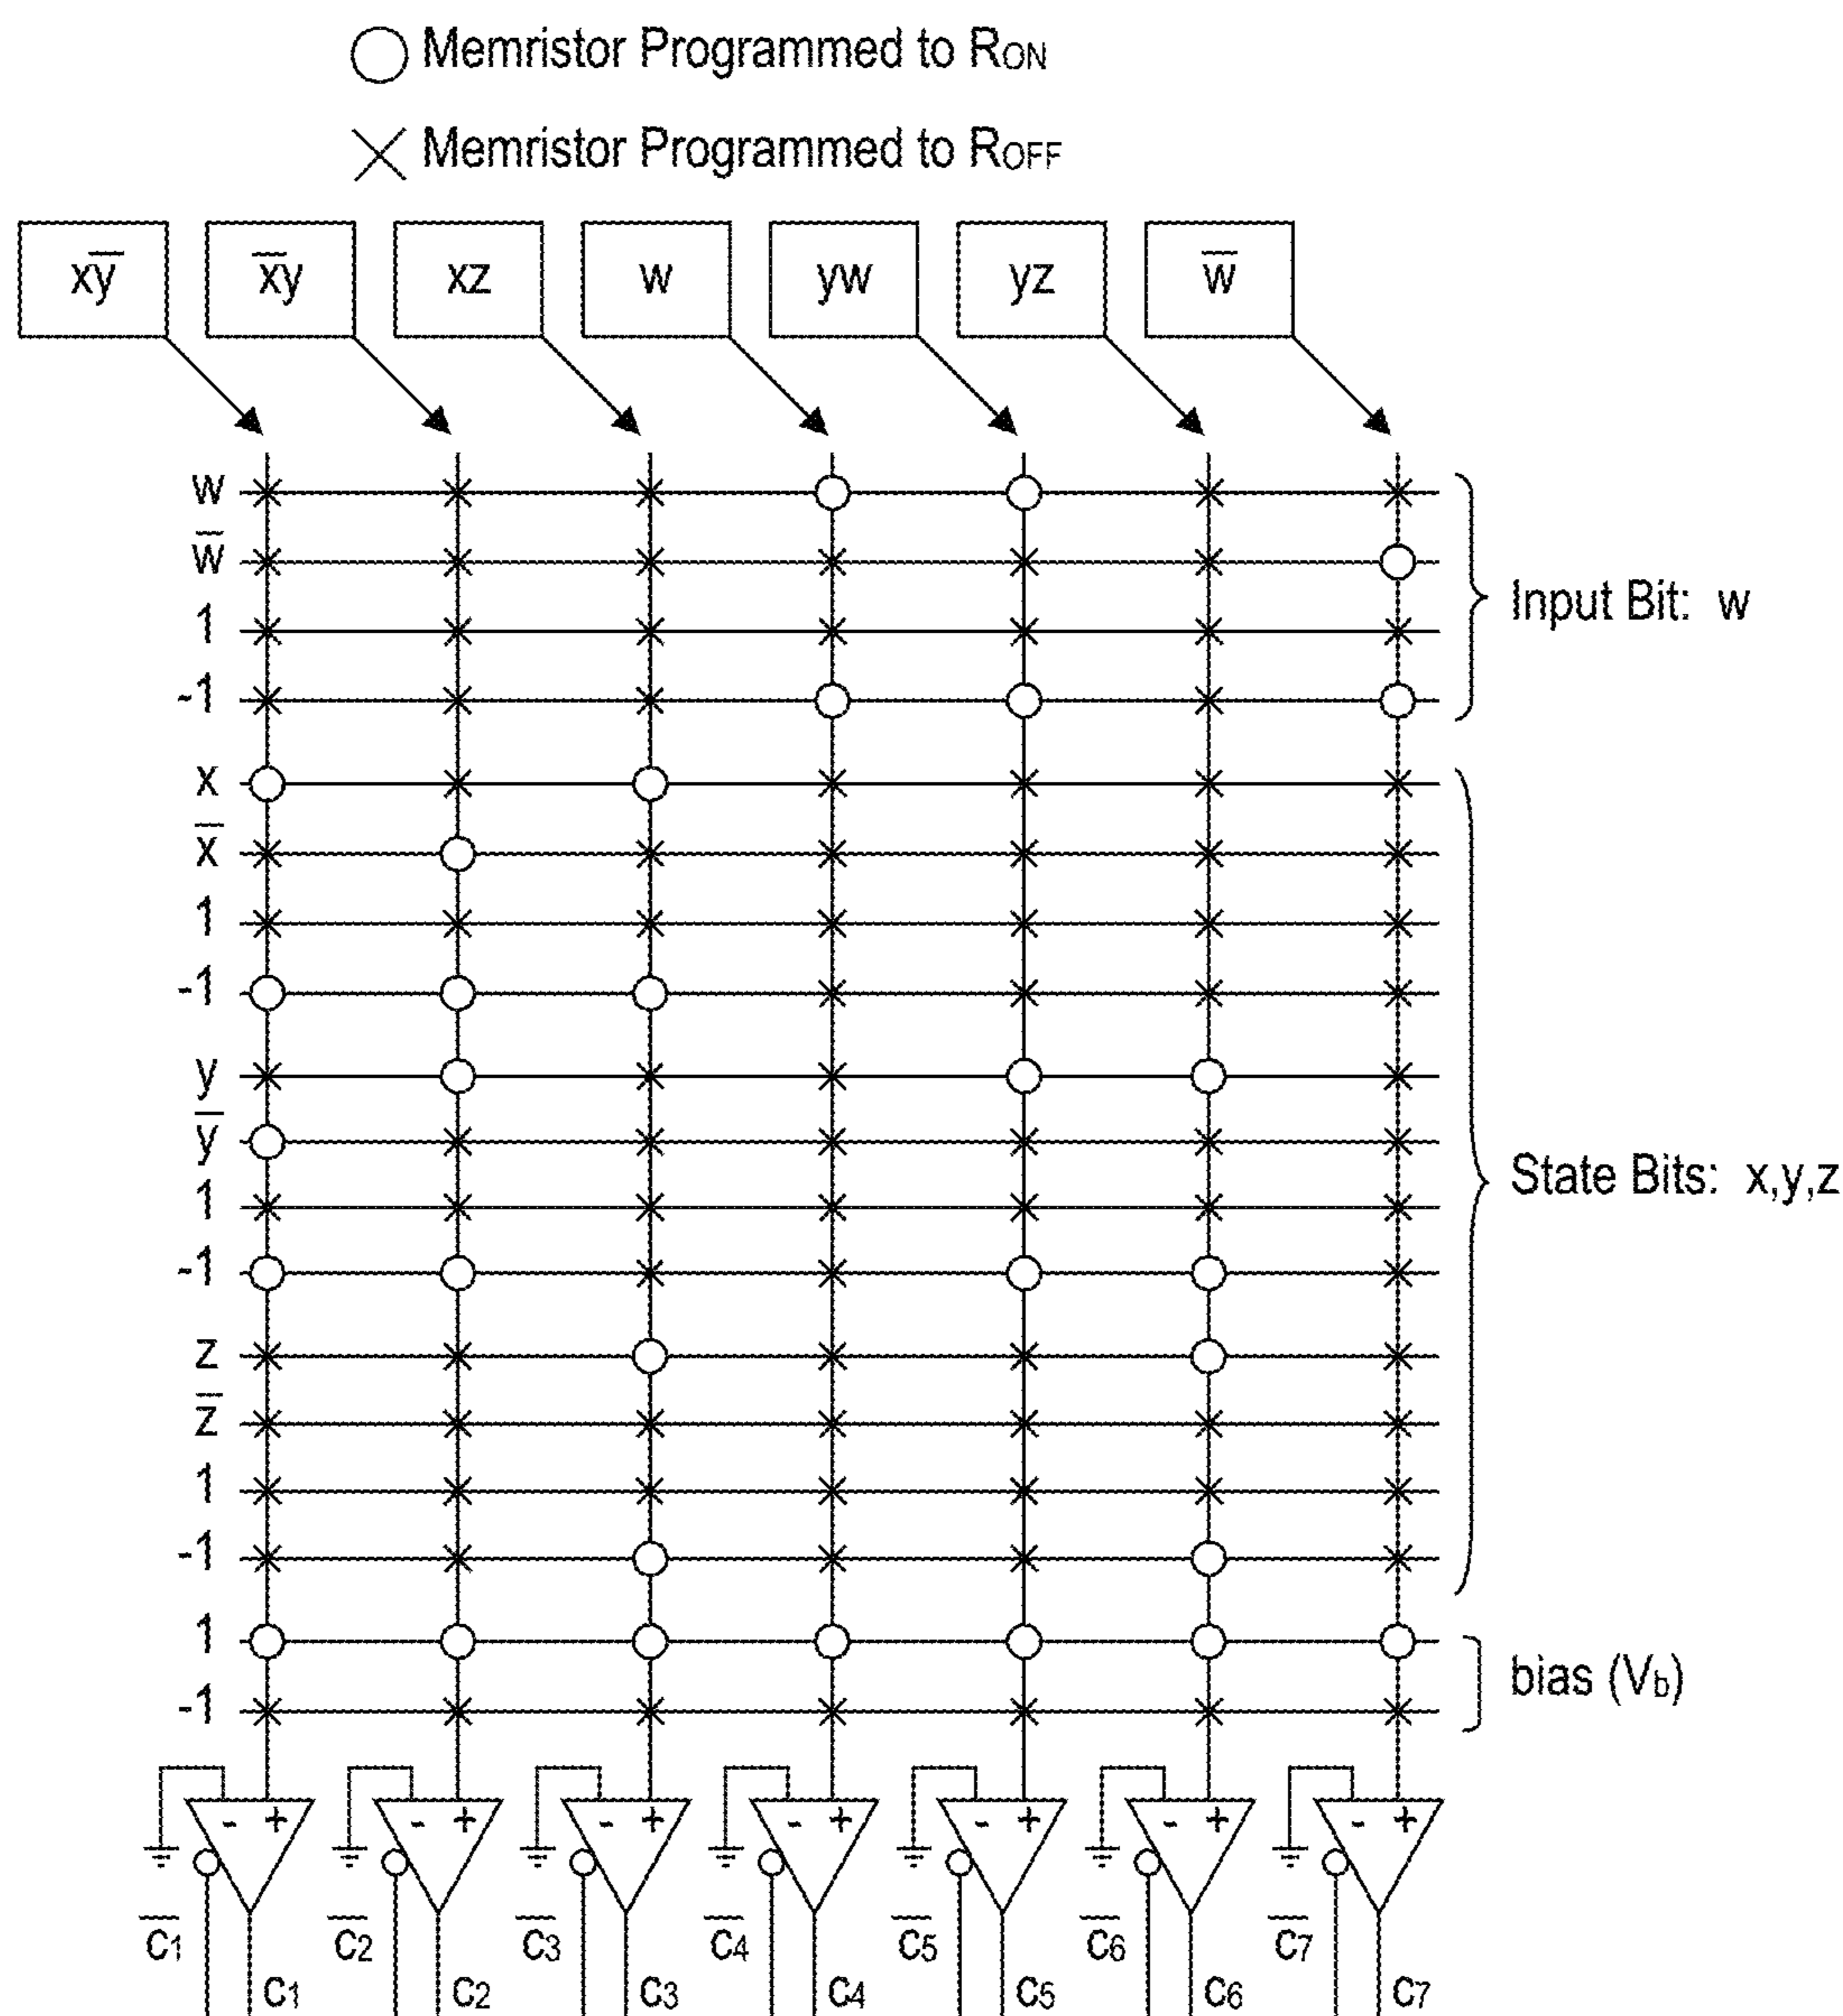 Memristor Programmed to RON
Memristor Programmed to ROFF
xy̅ x̅y xz w yw yz w̅
w
w̅
1
-1
Input Bit: w
x
x̅
1
-1
y
y̅
1
-1
State Bits: x,y,z
z
z̅
1
-1
1
-1
bias (Vb)
- + - + - + - + - + - + - +
c̅1 c̅2 c̅3 c̅4 c̅5 c̅6 c̅7
c1 c2 c3 c4 c5 c6 c7